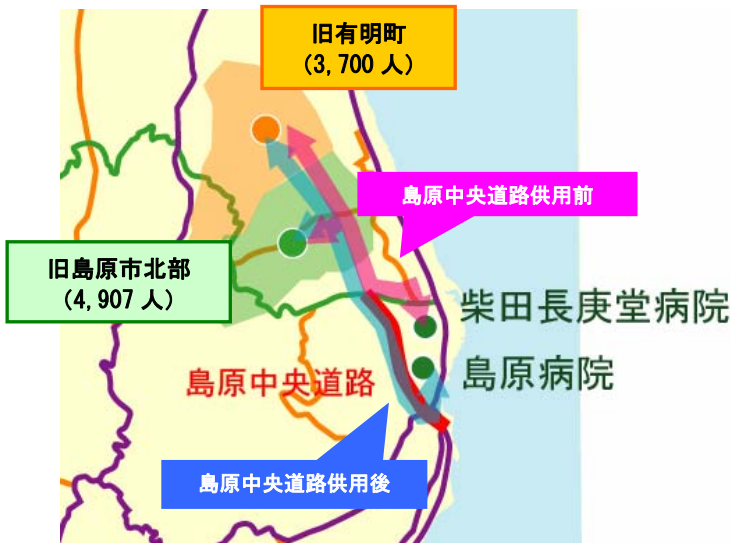 旧有明町
(3,700人)
島原中央道路供用前
旧島原市北部
(4,907人)
柴田長庚堂病院
島原病院
島原中央道路
島原中央道路供用後